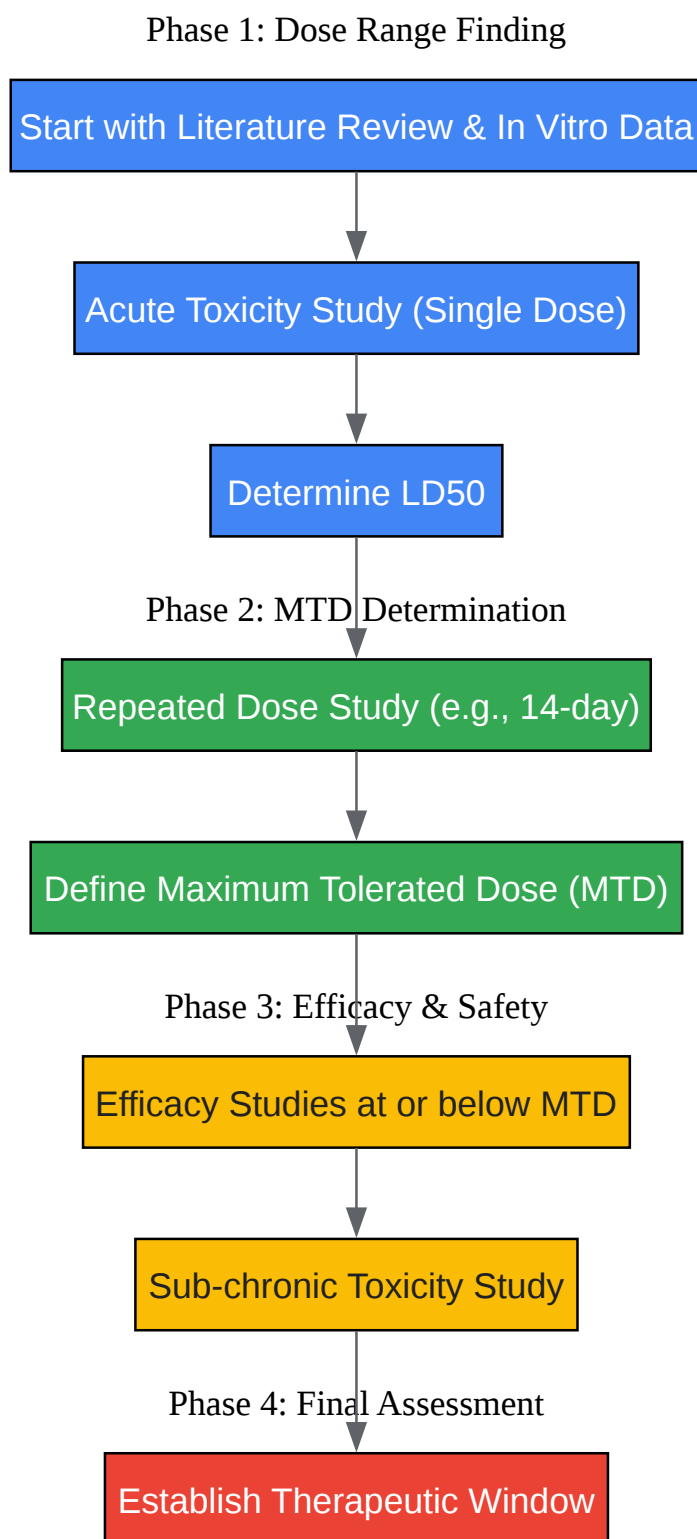 Phase 1: Dose Range Finding
Start with Literature Review & In Vitro Data
Acute Toxicity Study (Single Dose)
Determine LD50
Phase 2: MTD Determination
Repeated Dose Study (e.g., 14-day)
Define Maximum Tolerated Dose (MTD)
Phase 3: Efficacy & Safety
Efficacy Studies at or below MTD
Sub-chronic Toxicity Study
Phase 4: Final Assessment
Establish Therapeutic Window